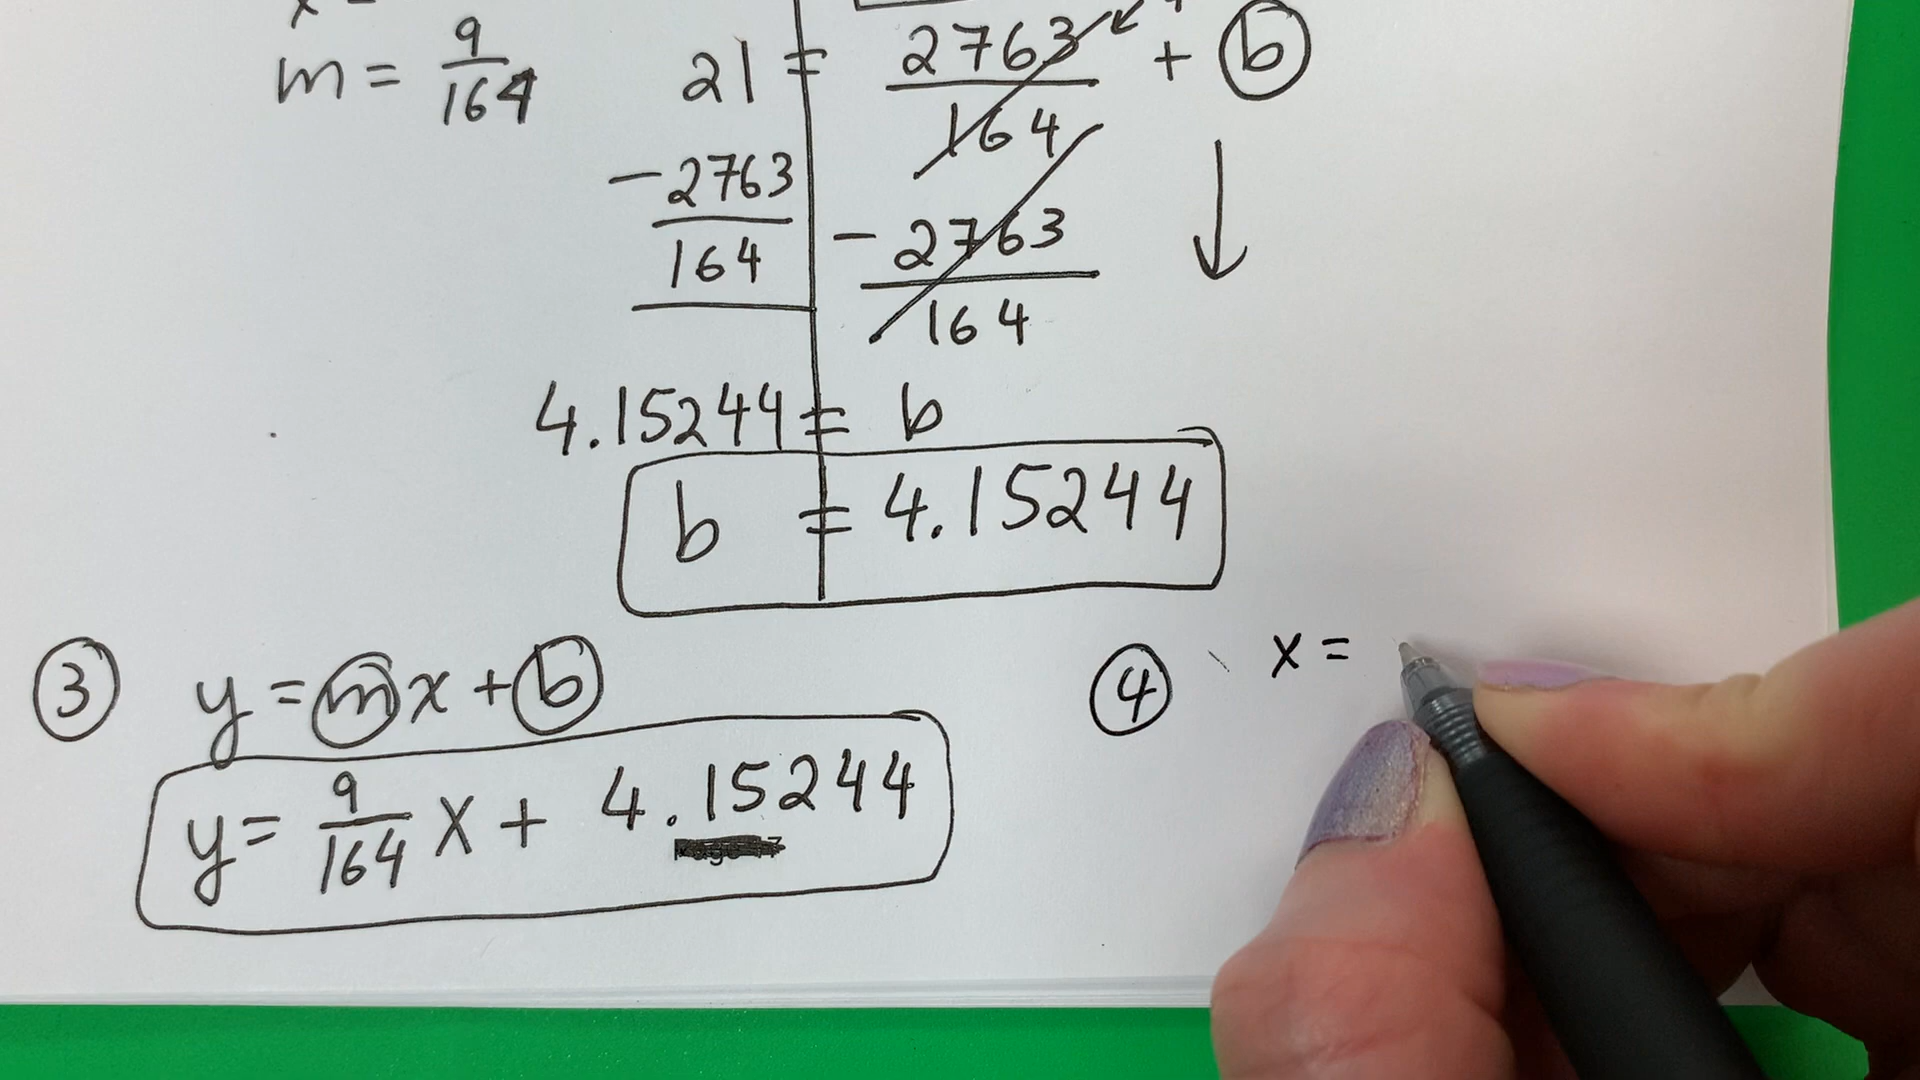 x =
m = 9/164
21 = 2763/164 + b
- 2763/164
- 2763/164
4.15244 = b
b = 4.15244
3 y = mx + b
y = 9/164 x + 4.15244
4 x =